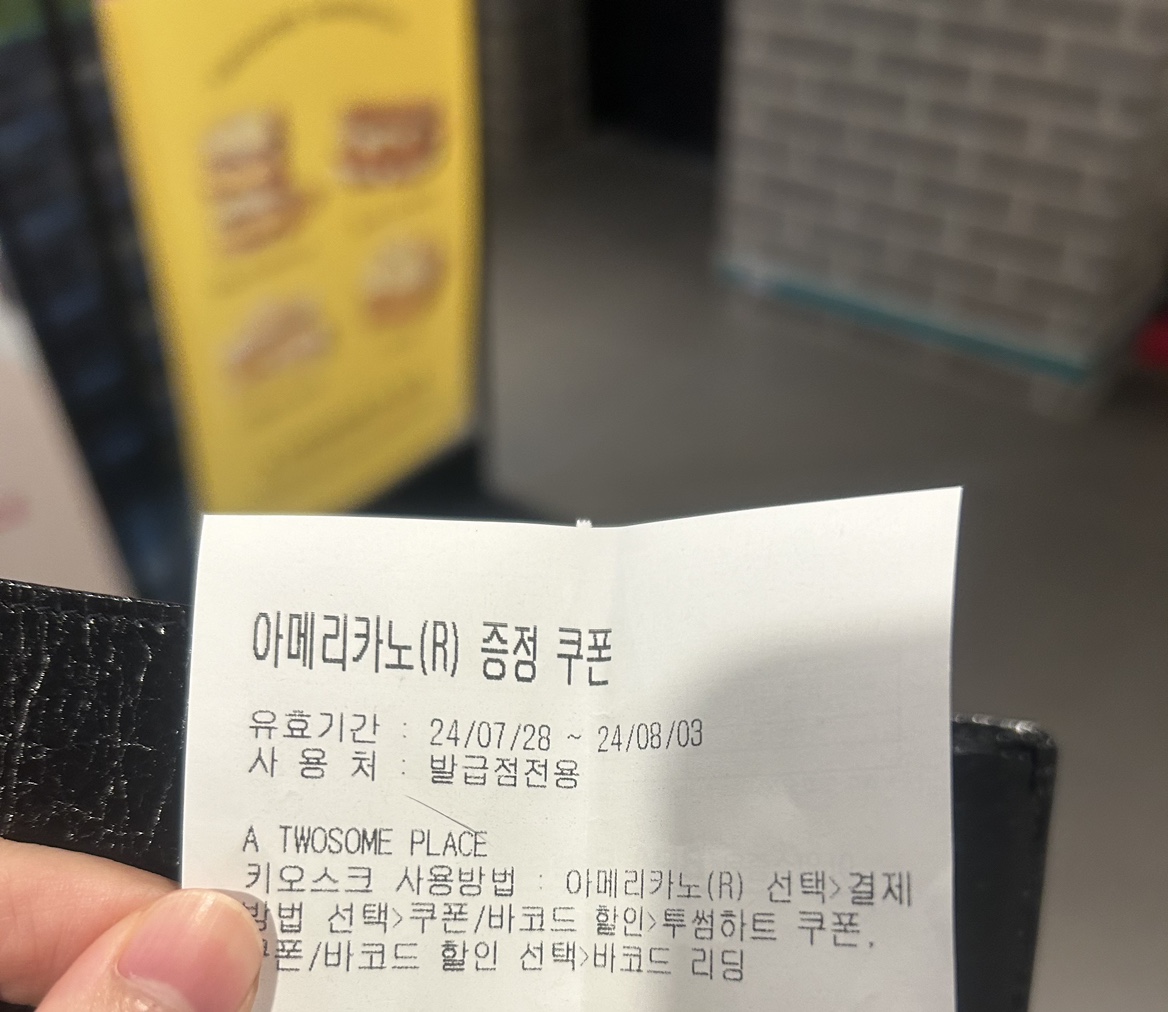 아메리카노(R) 증정 쿠폰
유효기간 : 24/07/28 ~ 24/08/03
사 용 처 : 발급점전용
A TWOSOME PLACE
키오스크 사용방법 : 아메리카노(R) 선택>결제
방법 선택>쿠폰/바코드 할인>투썸하트 쿠폰,
쿠폰/바코드 할인 선택>바코드 리딩